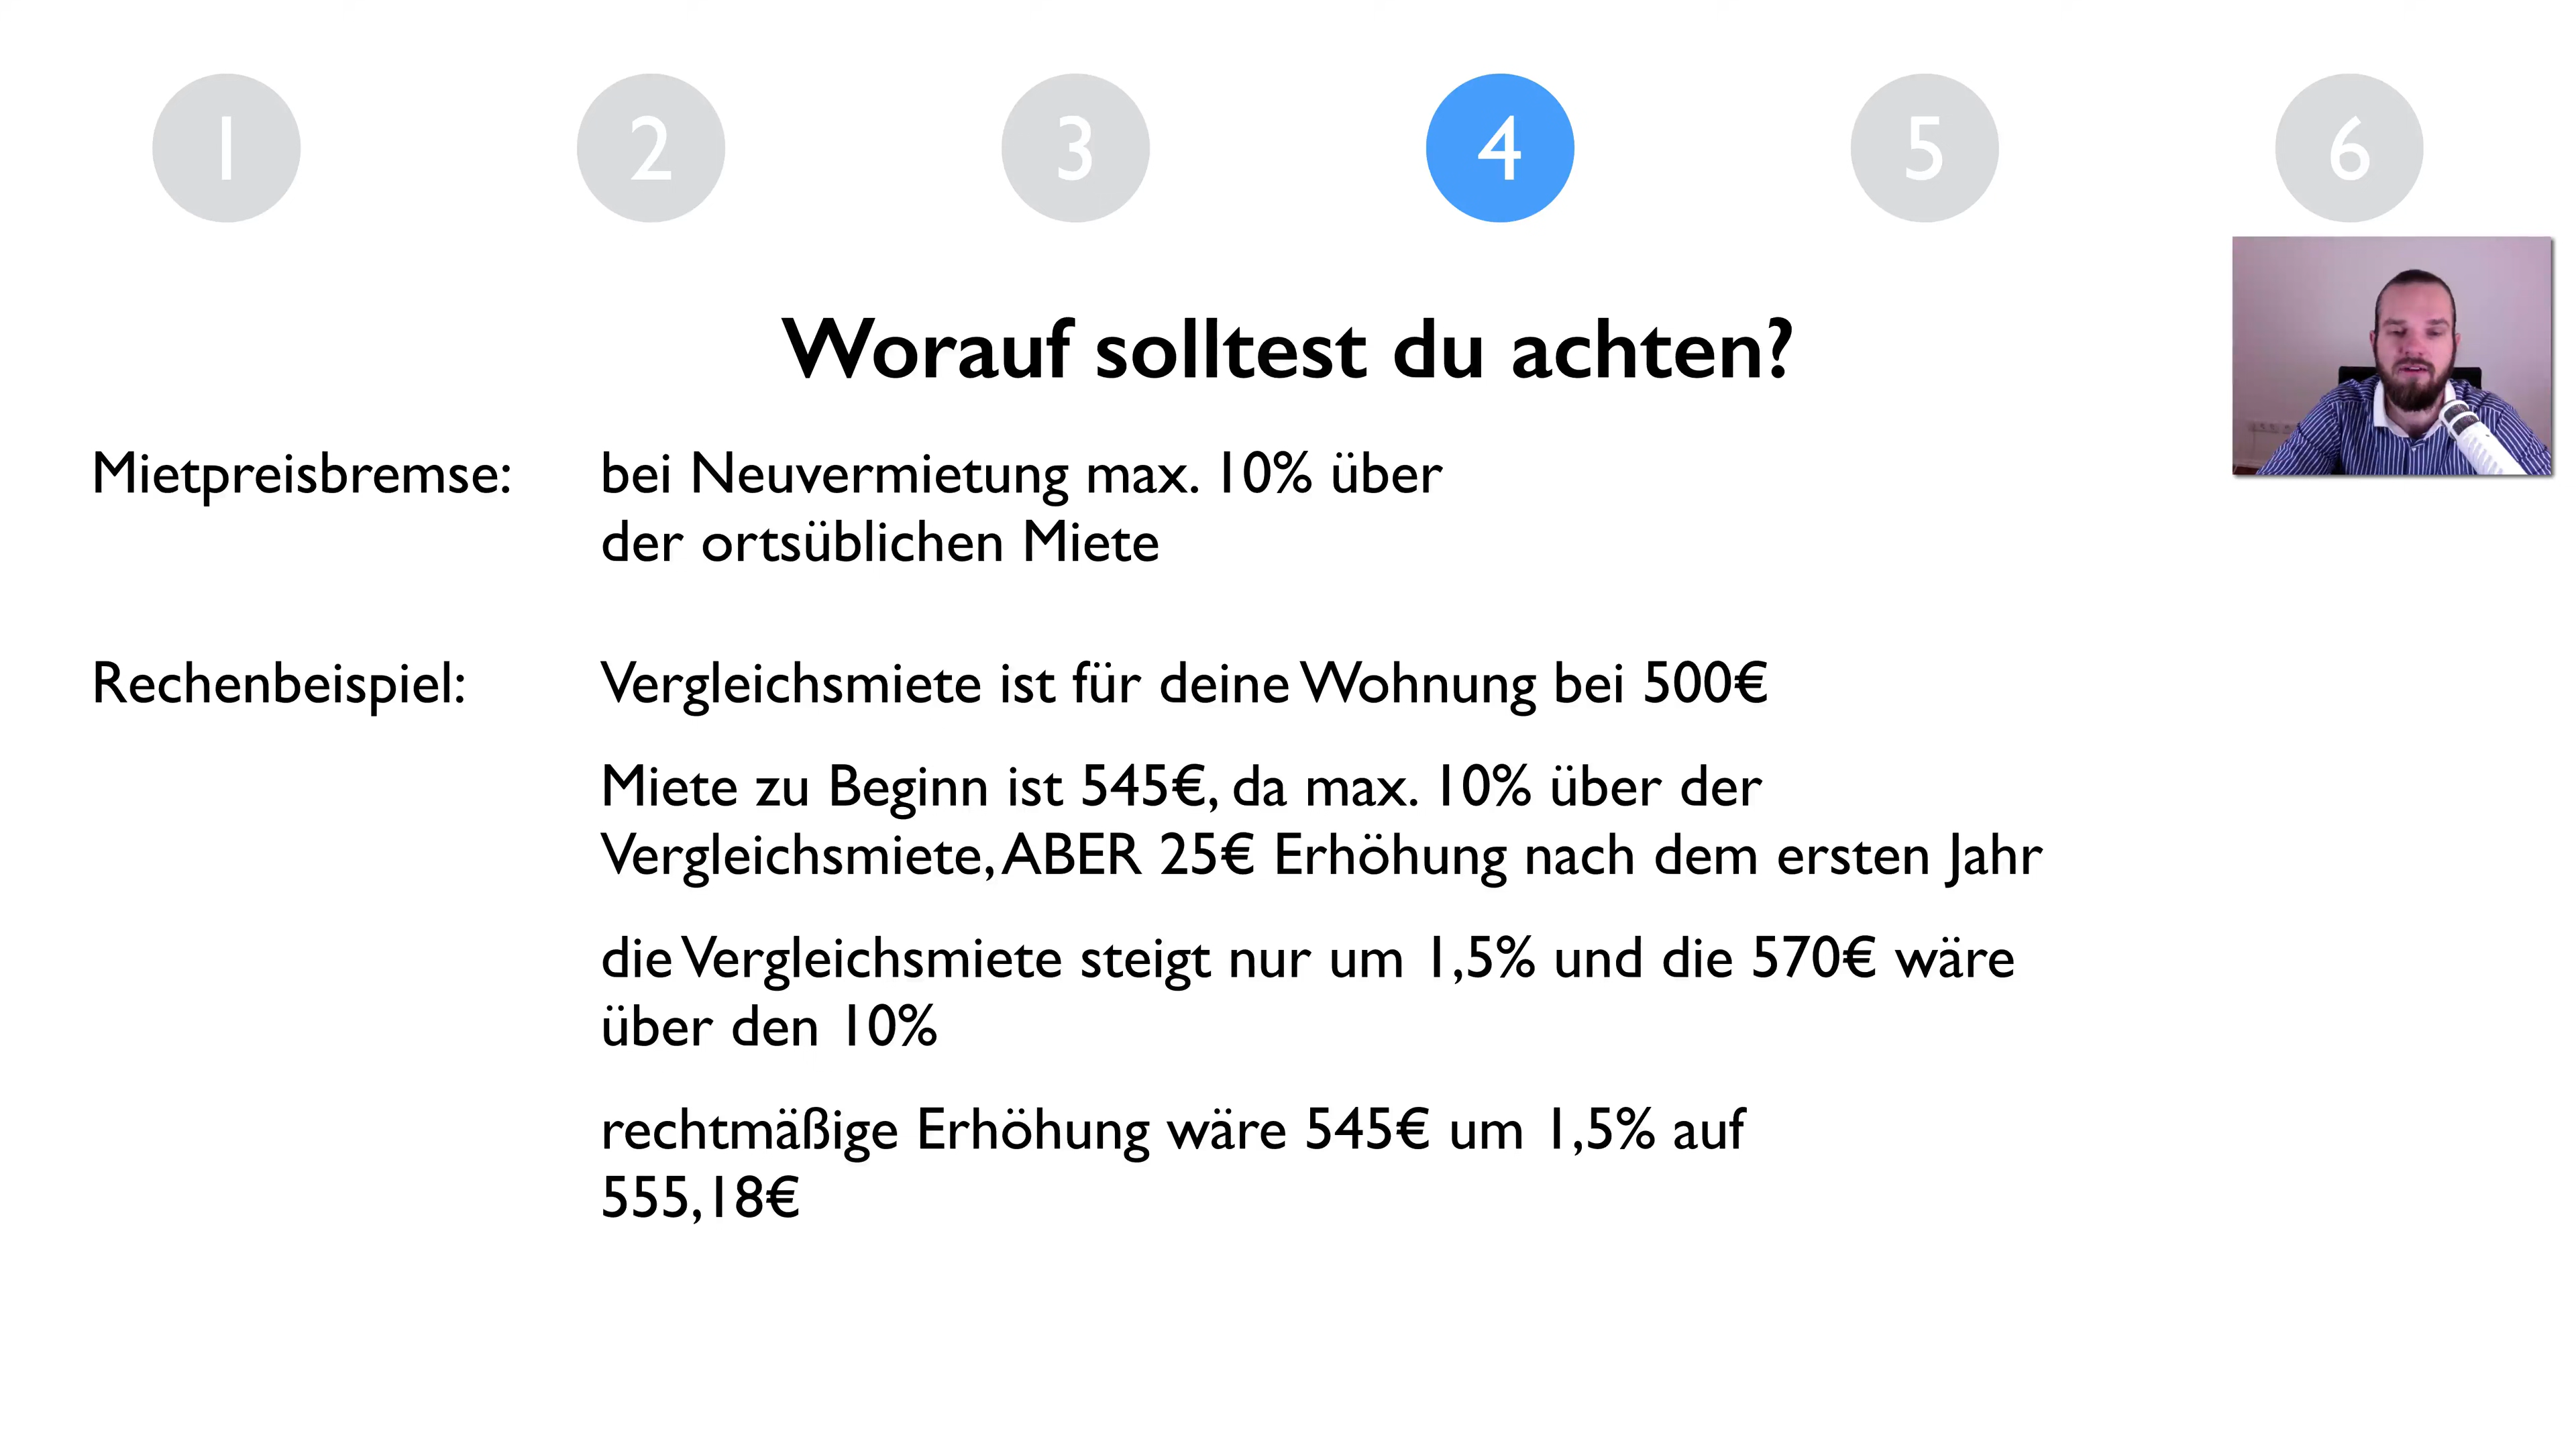 1 2 3 4 5 6
Worauf solltest du achten?
Mietpreisbremse: bei Neuvermietung max. 10% über
der ortsüblichen Miete
Rechenbeispiel: Vergleichsmiete ist für deine Wohnung bei 500€
Miete zu Beginn ist 545€, da max. 10% über der
Vergleichsmiete, ABER 25€ Erhöhung nach dem ersten Jahr
die Vergleichsmiete steigt nur um 1,5% und die 570€ wäre
über den 10%
rechtmäßige Erhöhung wäre 545€ um 1,5% auf
555,18€